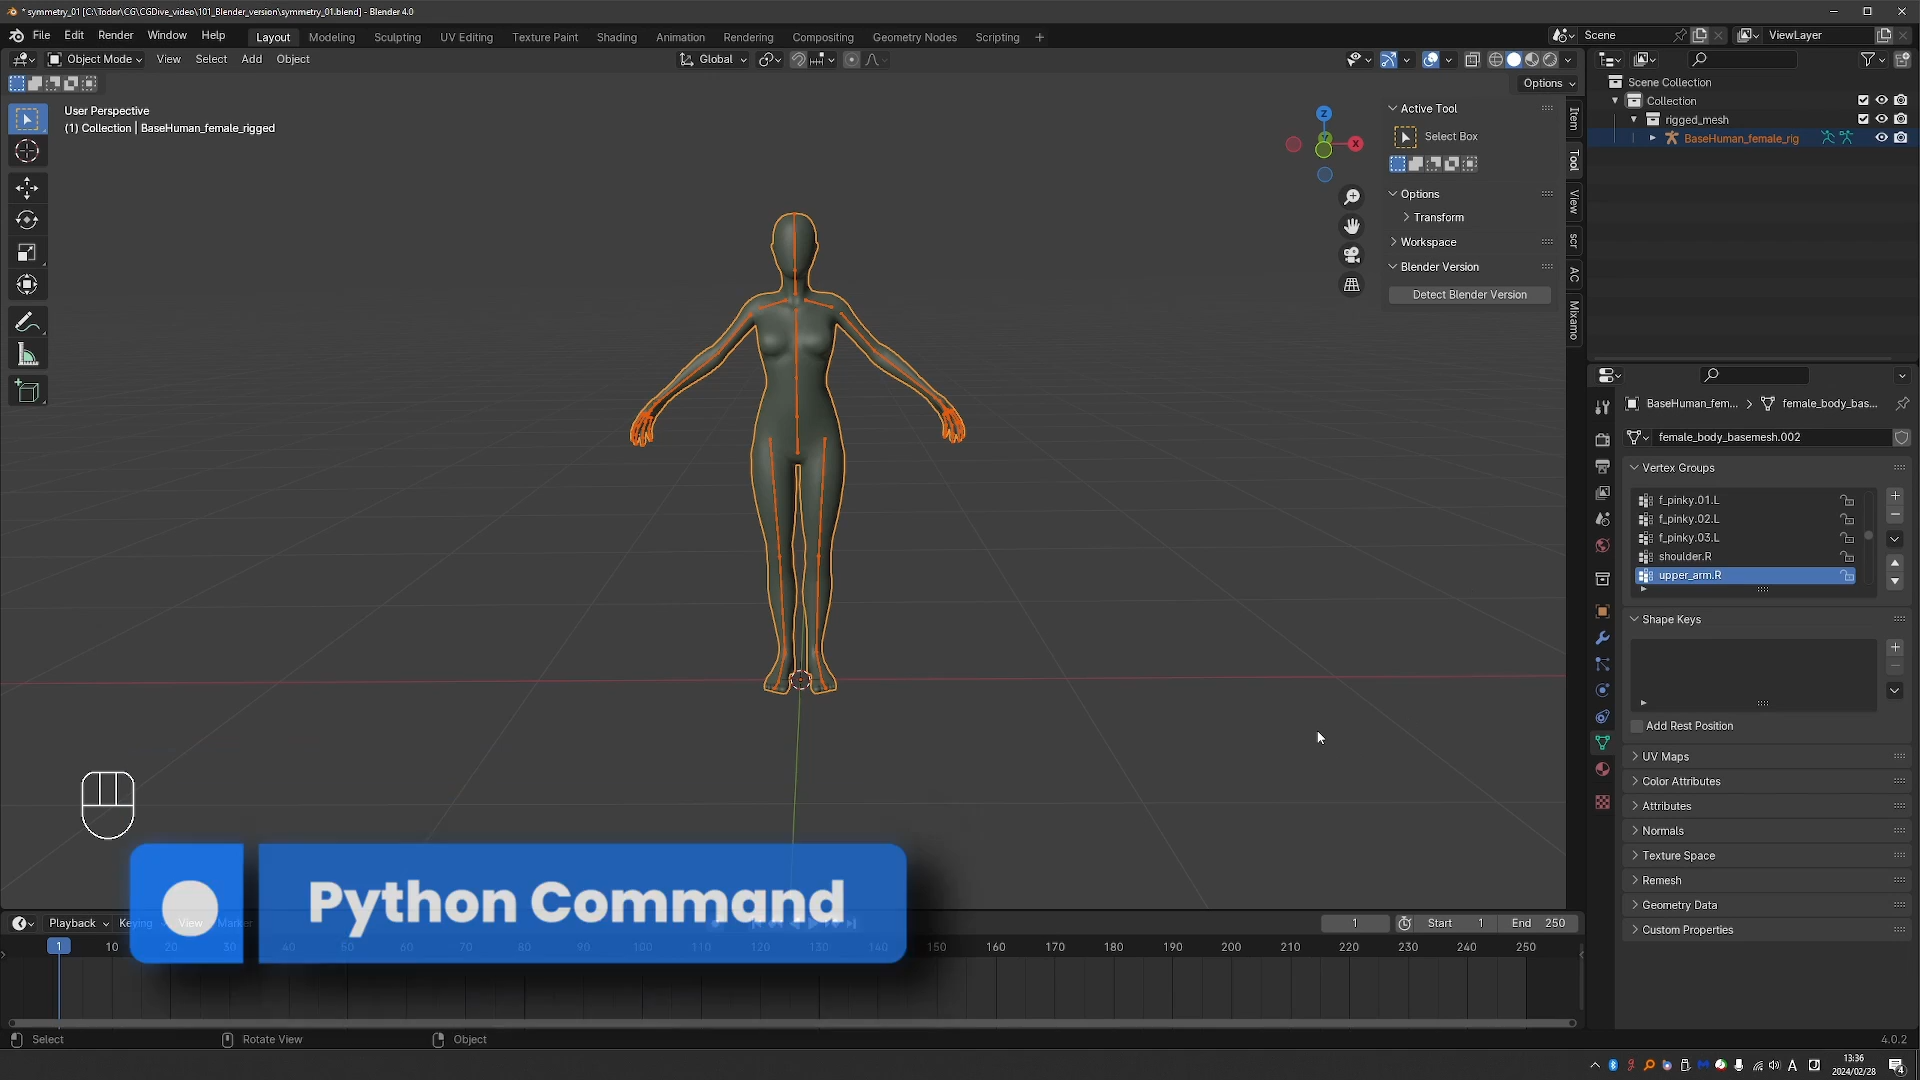 * symmetry_01 [C:\Todor\CG\CGDive_video\101_Blender_version\symmetry_01.blend] - Blender 4.0
File Edit Render Window Help Layout Modeling Sculpting UV Editing Texture Paint Shading Animation Rendering Compositing Geometry Nodes Scripting + Scene ViewLayer
Object Mode View Select Add Object Global
Options
User Perspective
(1) Collection | BaseHuman_female_rigged
Z
Y
X
Active Tool
Select Box
Options
Transform
Workspace
Blender Version
Detect Blender Version
Item
Tool
View
scr
AC
Mixamo
Scene Collection
Collection
rigged_mesh
BaseHuman_female_rig
BaseHuman_fem... > female_body_bas...
female_body_basemesh.002
Vertex Groups
f_pinky.01.L
f_pinky.02.L
f_pinky.03.L
shoulder.R
upper_arm.R
Shape Keys
Add Rest Position
UV Maps
Color Attributes
Attributes
Normals
Texture Space
Remesh
Geometry Data
Custom Properties
Python Command
Playback Keying View Marker 1 Start 1 End 250
1 10 20 30 40 50 60 70 80 90 100 110 120 130 140 150 160 170 180 190 200 210 220 230 240 250
Select Rotate View Object 4.0.2
A 13:36
2024/02/28
4